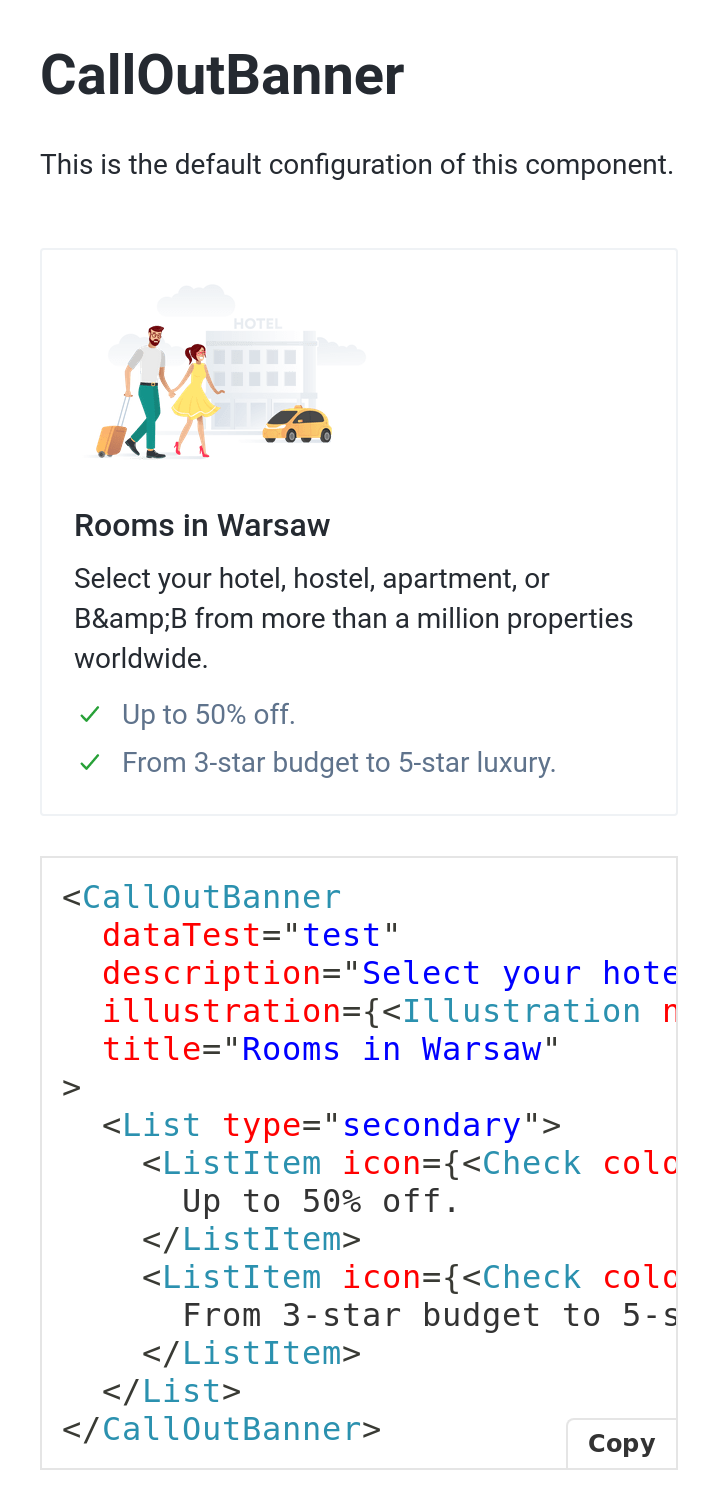 CallOutBanner
This is the default configuration of this component.
HOTEL
Rooms in Warsaw
Select your hotel, hostel, apartment, or
B&amp;B from more than a million properties
worldwide.
Up to 50% off.
From 3-star budget to 5-star luxury.
<CallOutBanner
  dataTest="test"
  description="Select your hote
  illustration={<Illustration n
  title="Rooms in Warsaw"
>
  <List type="secondary">
    <ListItem icon={<Check colo
      Up to 50% off.
    </ListItem>
    <ListItem icon={<Check colo
      From 3-star budget to 5-s
    </ListItem>
  </List>
</CallOutBanner>
Copy